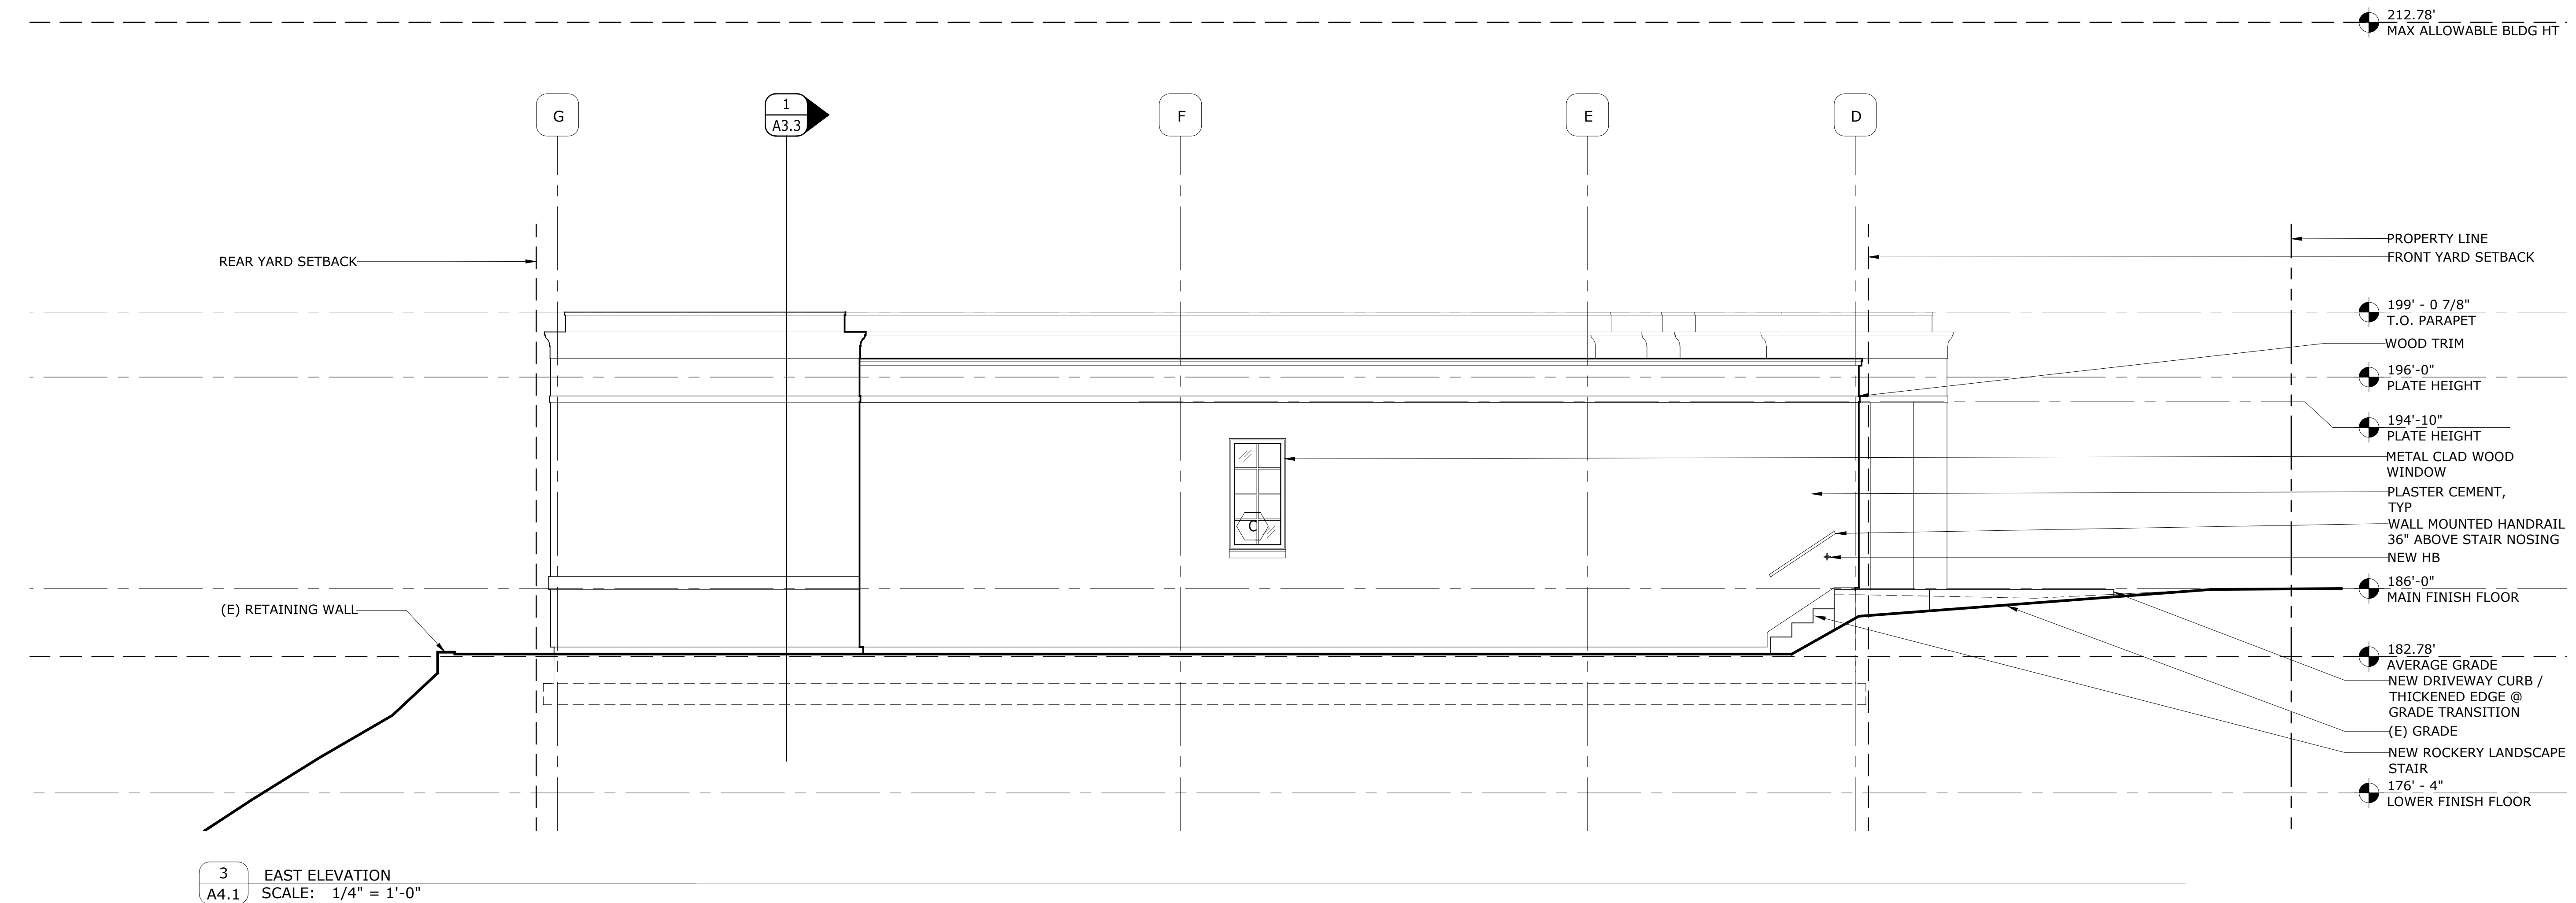 212.78'
MAX ALLOWABLE BLDG HT
G
1
A3.3
F
E
D
REAR YARD SETBACK
PROPERTY LINE
FRONT YARD SETBACK
199' - 0 7/8"
T.O. PARAPET
WOOD TRIM
196'-0"
PLATE HEIGHT
194'-10"
PLATE HEIGHT
METAL CLAD WOOD
WINDOW
PLASTER CEMENT,
TYP
C
WALL MOUNTED HANDRAIL
36" ABOVE STAIR NOSING
NEW HB
186'-0"
MAIN FINISH FLOOR
(E) RETAINING WALL
182.78'
AVERAGE GRADE
NEW DRIVEWAY CURB /
THICKENED EDGE @
GRADE TRANSITION
(E) GRADE
NEW ROCKERY LANDSCAPE
STAIR
176' - 4"
LOWER FINISH FLOOR
3
A4.1
EAST ELEVATION
SCALE: 1/4" = 1'-0"